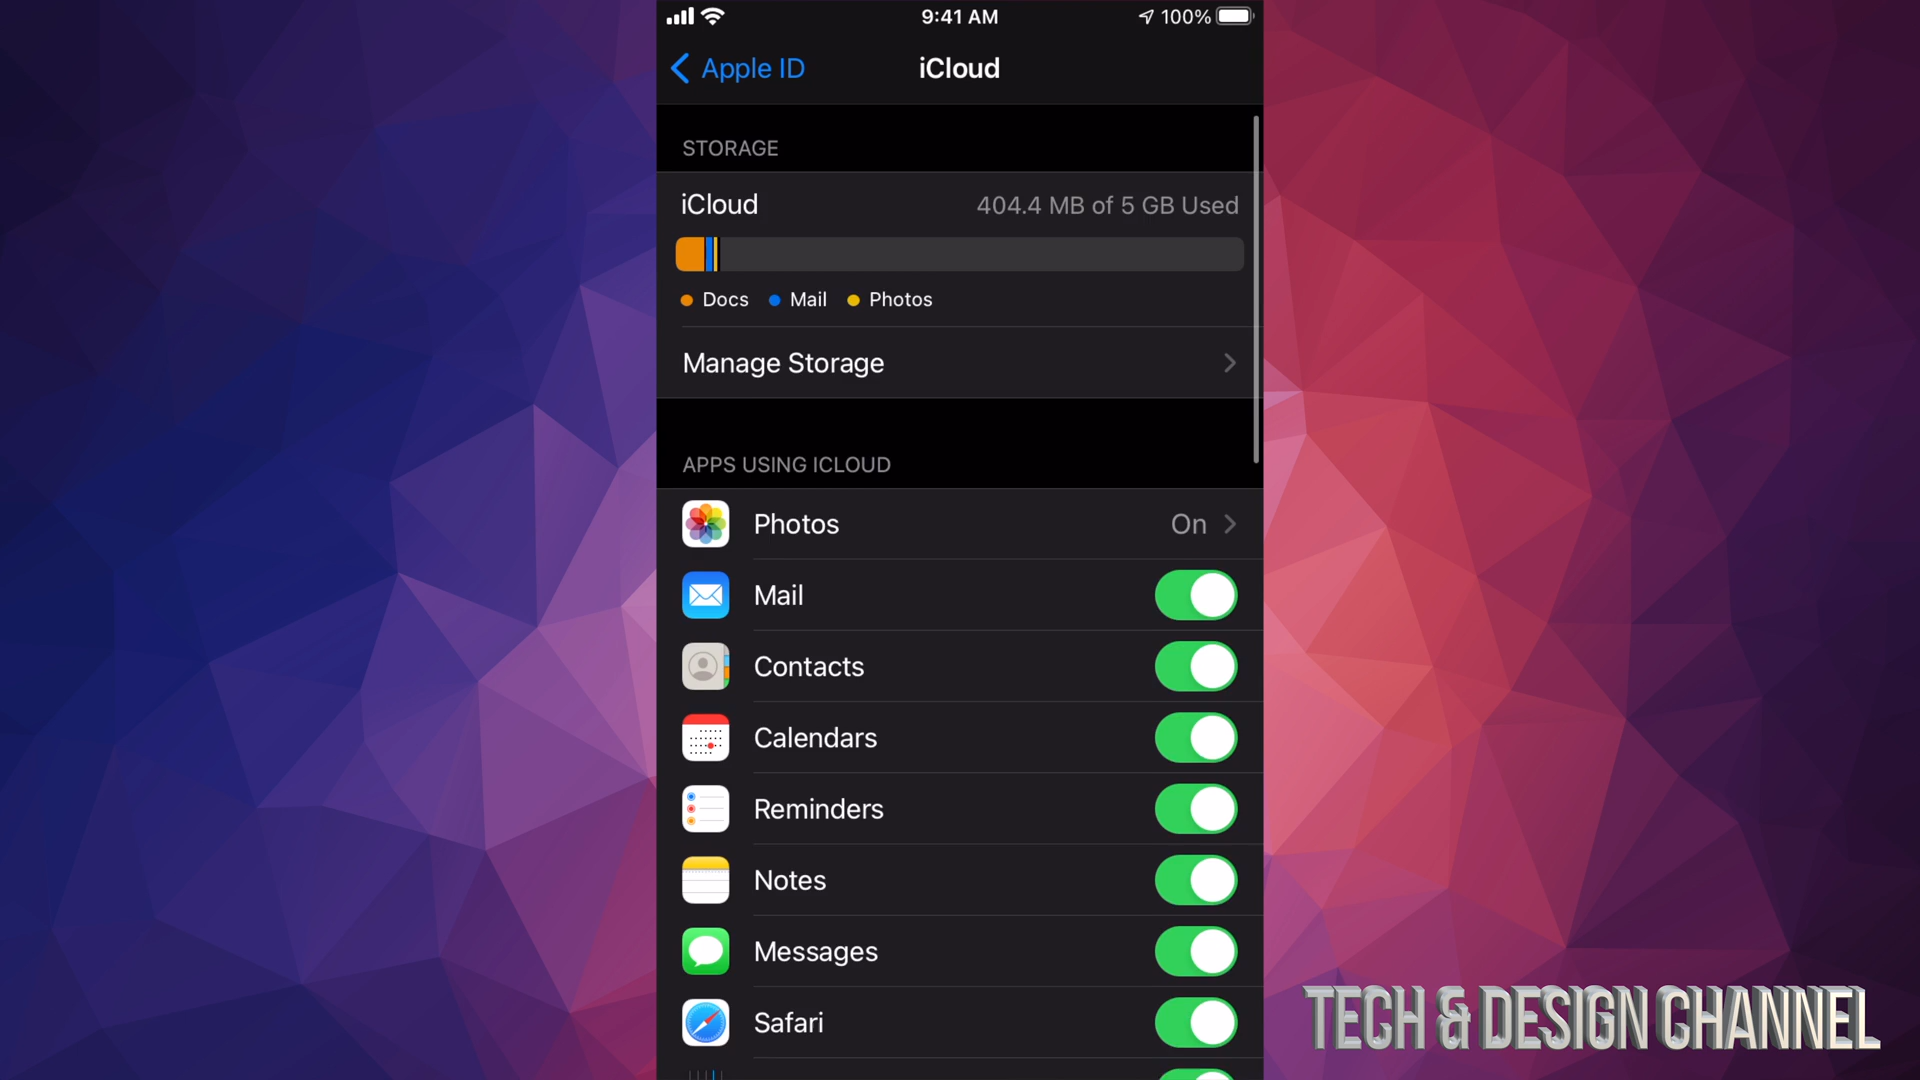 9:41 AM
100%
Apple ID
iCloud
STORAGE
iCloud
404.4 MB of 5 GB Used
Docs
Mail
Photos
Manage Storage
APPS USING ICLOUD
Photos
On
Mail
Contacts
Calendars
Reminders
Notes
Messages
Safari
TECH & DESIGN CHANNEL